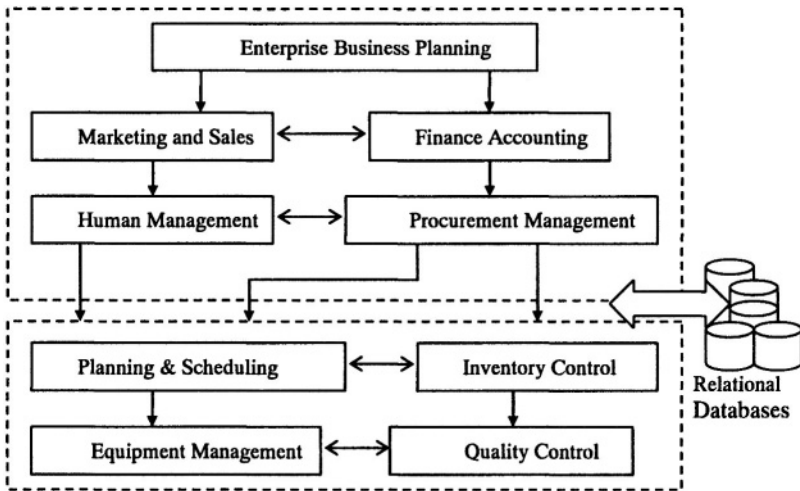 Enterprise Business Planning
Marketing and Sales
Finance Accounting
Human Management
Procurement Management
Planning & Scheduling
Inventory Control
Equipment Management
Quality Control
Relational
Databases